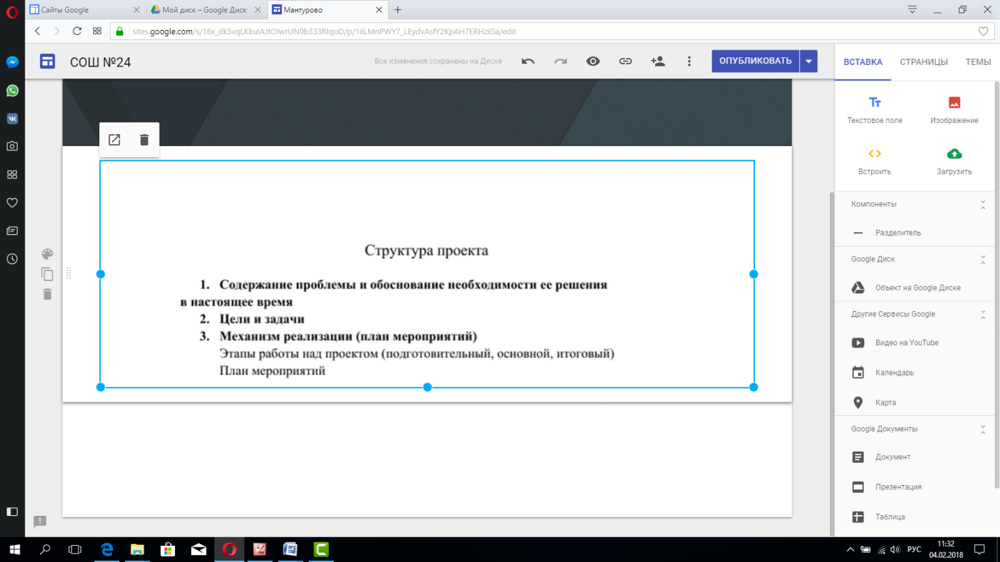 Сайты Google
Мой диск – Google Диск
Мантурово
sites.google.com/s/16x_dk5vqLKkuIAJtOIwrUN0b333RIqoD/p/1iILMnPWY7_LEydvAsfY2KpAH7ERHziGa/edit
СОШ №24
Все изменения сохранены на Диске
ОПУБЛИКОВАТЬ
ВСТАВКА СТРАНИЦЫ ТЕМЫ
Текстовое поле
Изображение
Встроить
Загрузить
Компоненты
Разделитель
Google Диск
Объект на Google Диске
Другие Сервисы Google
Видео на YouTube
Календарь
Карта
Google Документы
Документ
Презентация
Таблица
Структура проекта
1. Содержание проблемы и обоснование необходимости ее решения
в настоящее время
2. Цели и задачи
3. Механизм реализации (план мероприятий)
Этапы работы над проектом (подготовительный, основной, итоговый)
План мероприятий
РУС
11:32
04.02.2018